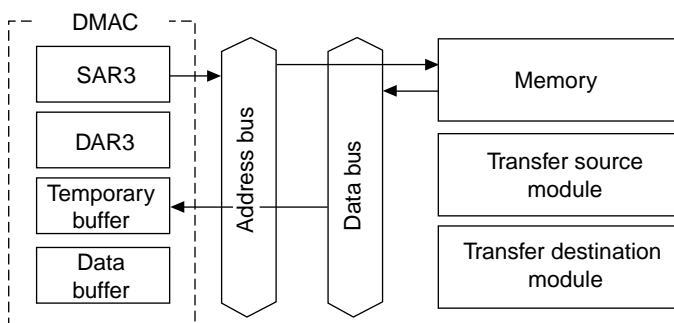 DMAC
SAR3
DAR3
Temporary
buffer
Data
buffer
Address bus
Data bus
Memory
Transfer source
module
Transfer destination
module